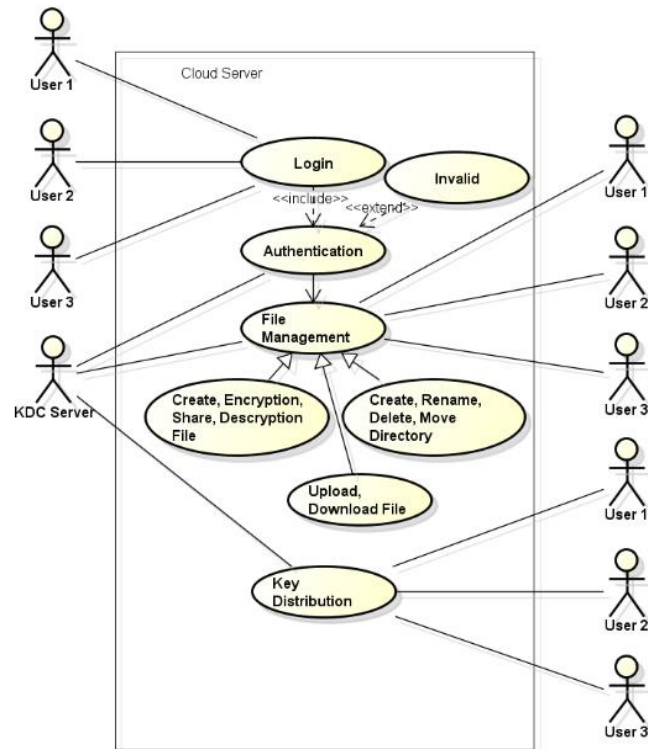 User 1
Cloud Server
User 2
Login
Invalid
User 1
<<include>>
<<extend>>
User 3
Authentication
User 2
File
Management
KDC Server
User 3
Create, Encryption,
Share, Descryption
File
Create, Rename,
Delete, Move
Directory
Upload,
Download File
User 1
Key
Distribution
User 2
User 3